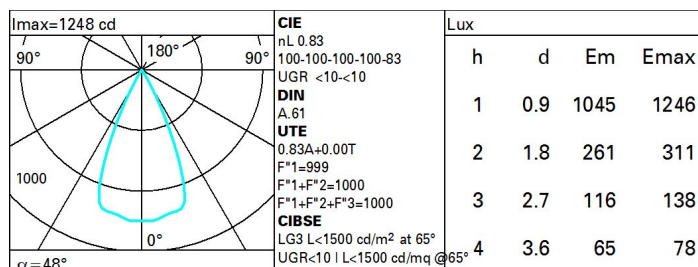 Imax=1248 cd
90°
180°
90°
1000
0°
α=48°
CIE
nL 0.83
100-100-100-100-83
UGR <10-<10
DIN
A.61
UTE
0.83A+0.00T
F"1=999
F"1+F"2=1000
F"1+F"2+F"3=1000
CIBSE
LG3 L<1500 cd/m² at 65°
UGR<10 | L<1500 cd/mq @65°
Lux
h d Em Emax
1 0.9 1045 1246
2 1.8 261 311
3 2.7 116 138
4 3.6 65 78